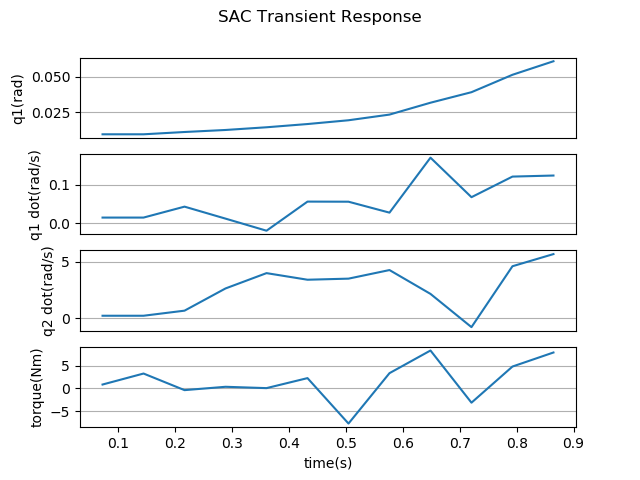 SAC Transient Response
q1(rad)
0.050
0.025
q1 dot(rad/s)
0.1
0.0
q2 dot(rad/s)
5
0
torque(Nm)
5
0
−5
0.1 0.2 0.3 0.4 0.5 0.6 0.7 0.8 0.9
time(s)